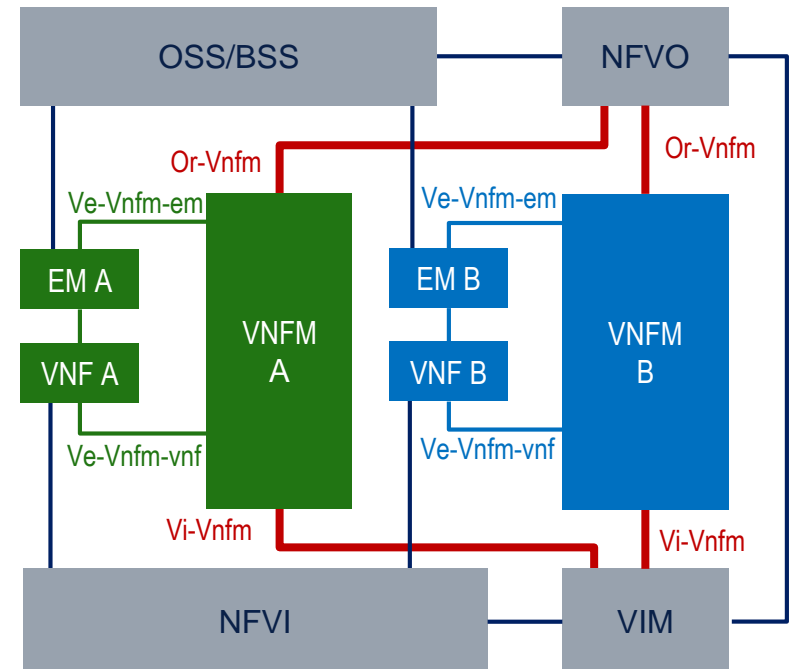 OSS/BSS
NFVO
Or-Vnfm
Or-Vnfm
Ve-Vnfm-em
Ve-Vnfm-em
EM A
EM B
VNFM
A
VNFM
B
VNF A
VNF B
Ve-Vnfm-vnf
Ve-Vnfm-vnf
Vi-Vnfm
Vi-Vnfm
NFVI
VIM